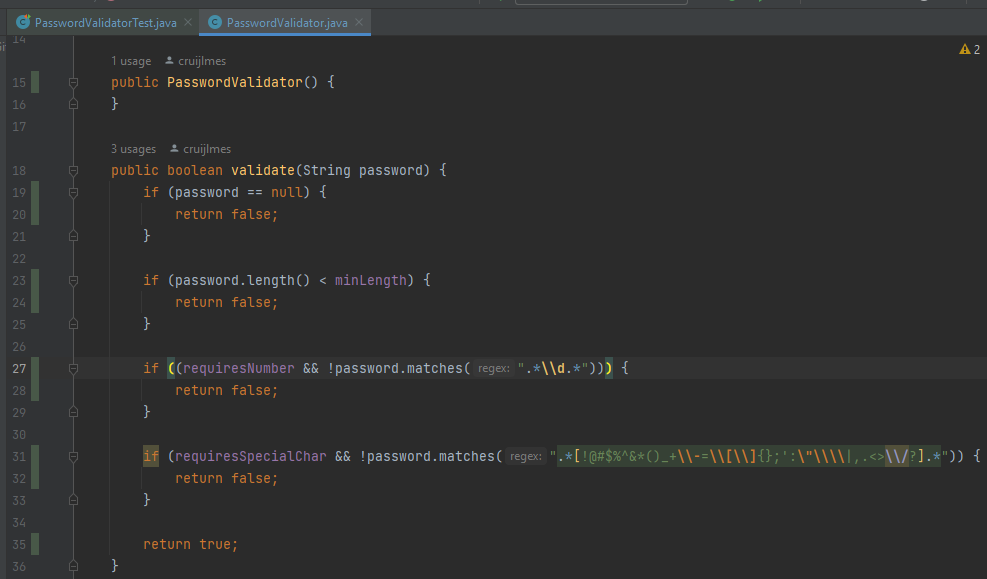 PasswordValidatorTest.java × PasswordValidator.java ×
14
2
1 usage cruijlmes
15 public PasswordValidator() {
16 }
17
3 usages cruijlmes
18 public boolean validate(String password) {
19 if (password == null) {
20 return false;
21 }
22
23 if (password.length() < minLength) {
24 return false;
25 }
26
27 if ((requiresNumber && !password.matches( regex: ".*\\d.*"))) {
28 return false;
29 }
30
31 if (requiresSpecialChar && !password.matches( regex: ".*[!@#$%^&*()_+\\-=\\[\\]{};':\"\\\\|,.<>\\/?].*")) {
32 return false;
33 }
34
35 return true;
36 }